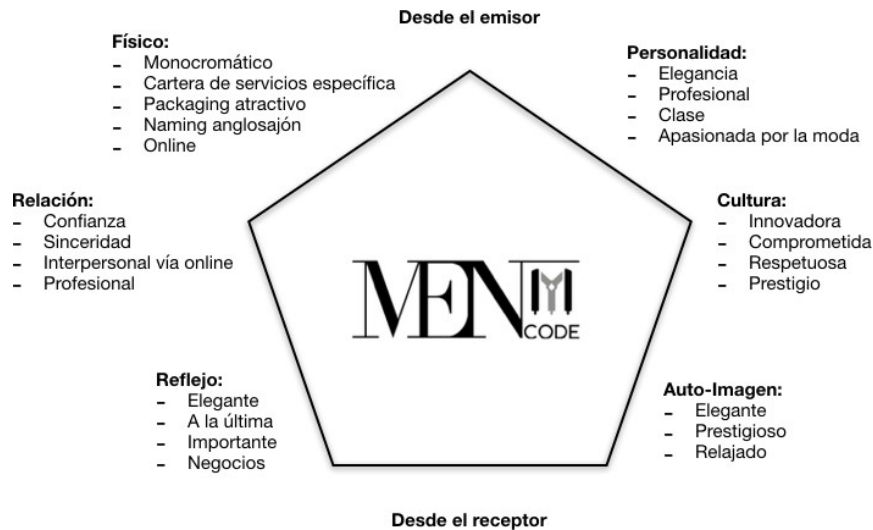 Desde el emisor
Físico:
- Monocromático
- Cartera de servicios específica
- Packaging atractivo
- Naming anglosajón
- Online
Personalidad:
- Elegancia
- Profesional
- Clase
- Apasionada por la moda
Relación:
- Confianza
- Sinceridad
- Interpersonal vía online
- Profesional
Cultura:
- Innovadora
- Comprometida
- Respetuosa
- Prestigio
MEN
CODE
Reflejo:
- Elegante
- A la última
- Importante
- Negocios
Auto-Imagen:
- Elegante
- Prestigioso
- Relajado
Desde el receptor